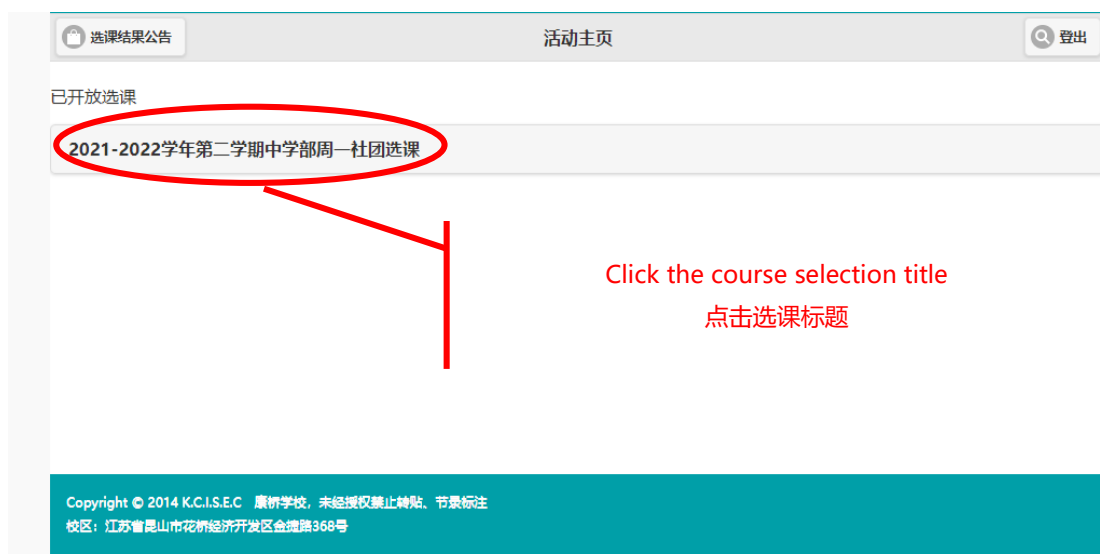 选课结果公告
活动主页
登出
已开放选课
2021-2022学年第二学期中学部周一社团选课
Click the course selection title
点击选课标题
Copyright © 2014 K.C.I.S.E.C 康桥学校，未经授权禁止转贴、节录标注
校区：江苏省昆山市花桥经济开发区金捷路368号